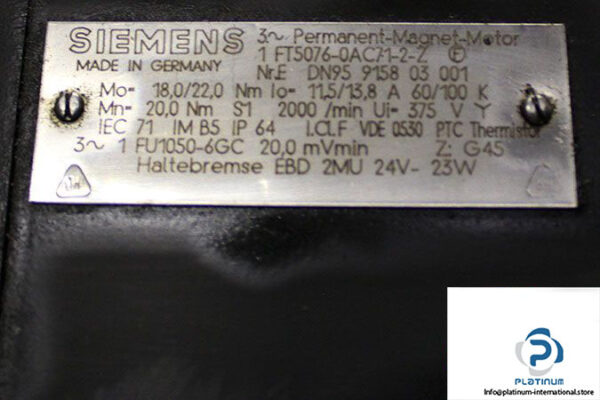 SIEMENS 3~ Permanent-Magnet-Motor
1 FT5076-0AC71-2-Z F
MADE IN GERMANY
Nr.E DN95 9158 03 001
Mo= 18,0/22,0 Nm Io= 11,5/13,8 A 60/100 K
Mn= 20,0 Nm S1 2000 /min Ui= 375 V Y
IEC 71 IM B5 IP 64 I.CL.F VDE 0530 PTC Thermistor
3~ 1 FU1050-6GC 20,0 mVmin Z: G45
Haltebremse EBD 2MU 24V- 23W
PLATINUM
Info@platinum-international.store